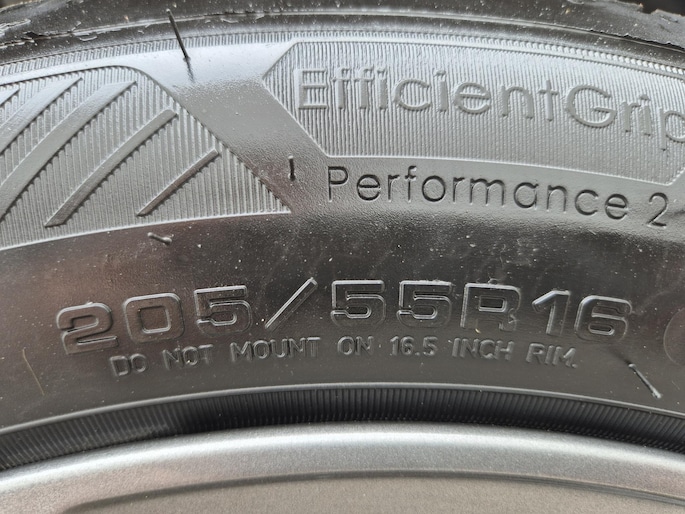 EfficientGrip
Performance 2
205/55R16
DO NOT MOUNT ON 16.5 INCH RIM.